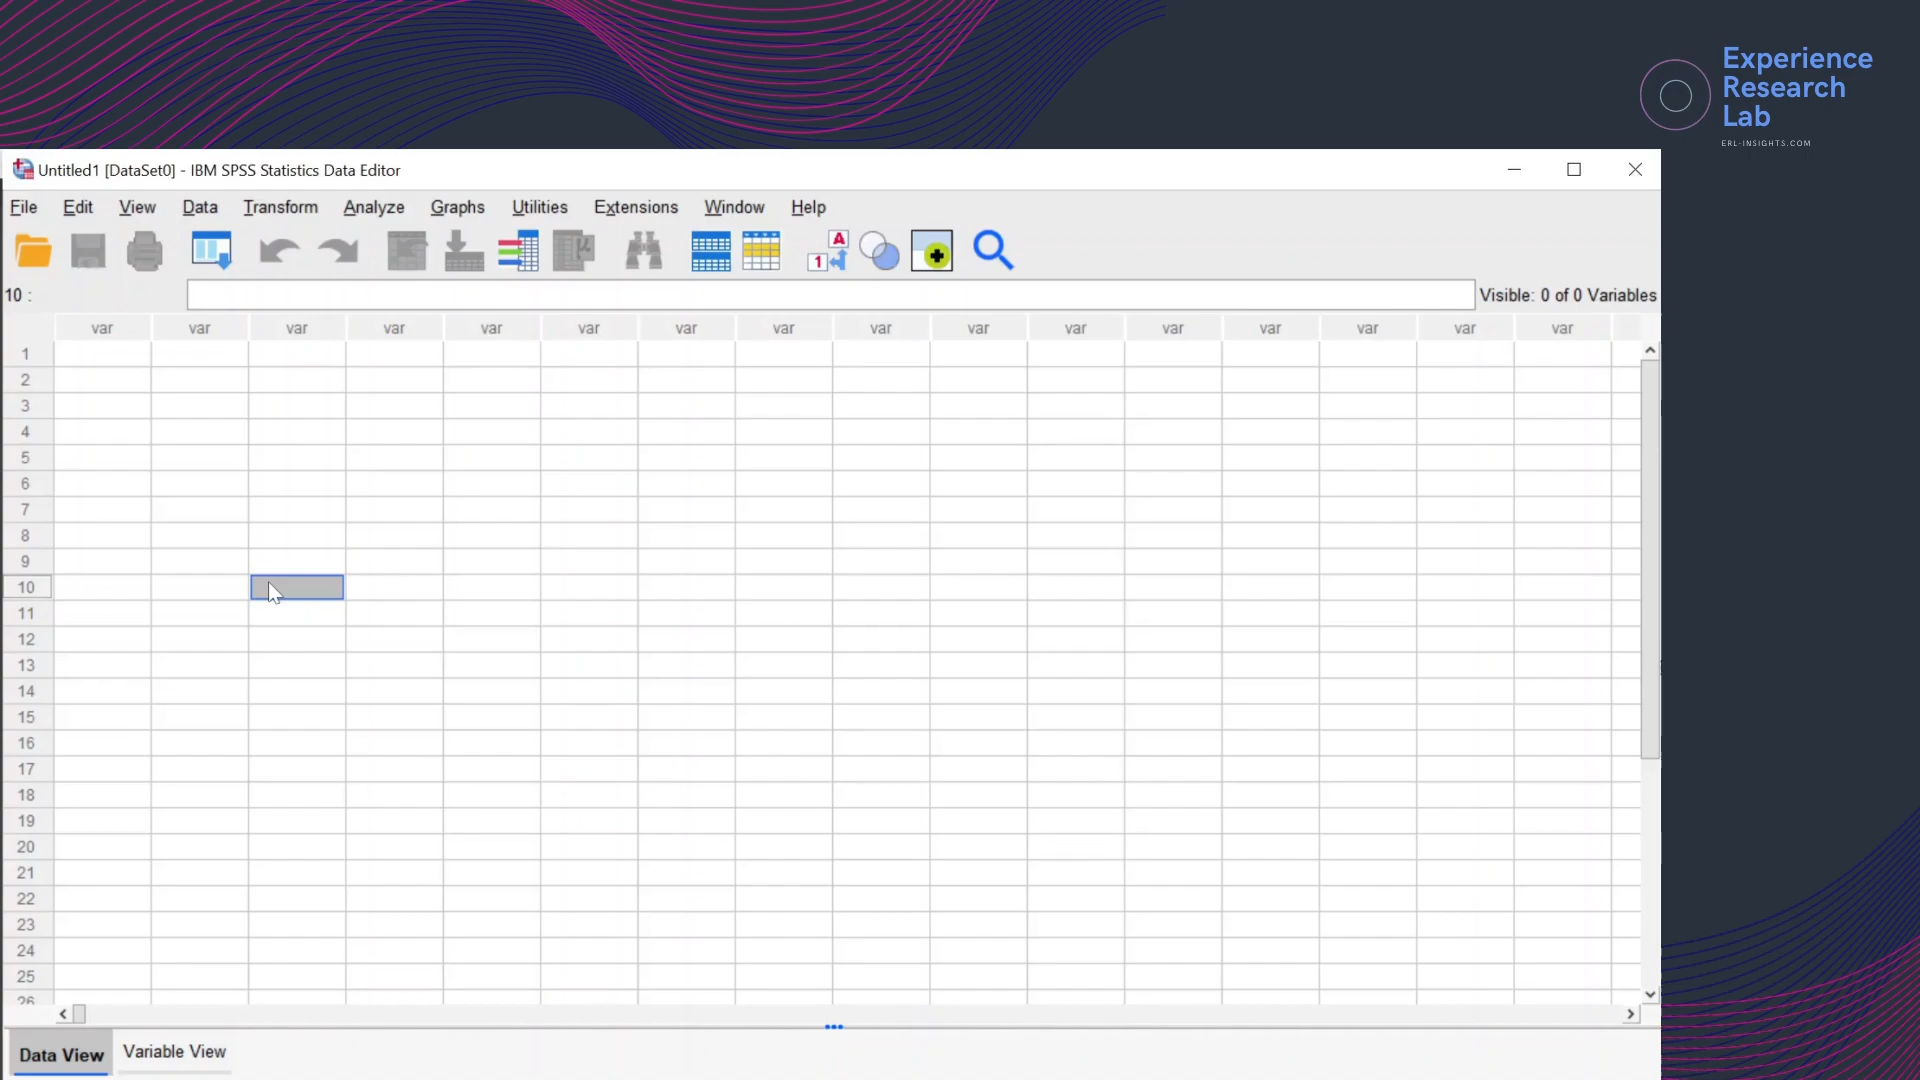 Experience
Research
Lab
ERL-INSIGHTS.COM
Untitled1 [DataSet0] - IBM SPSS Statistics Data Editor
File Edit View Data Transform Analyze Graphs Utilities Extensions Window Help
A
1
10 :
Visible: 0 of 0 Variables
var var var var var var var var var var var var var var var var
1
2
3
4
5
6
7
8
9
10
11
12
13
14
15
16
17
18
19
20
21
22
23
24
25
26
Data View Variable View